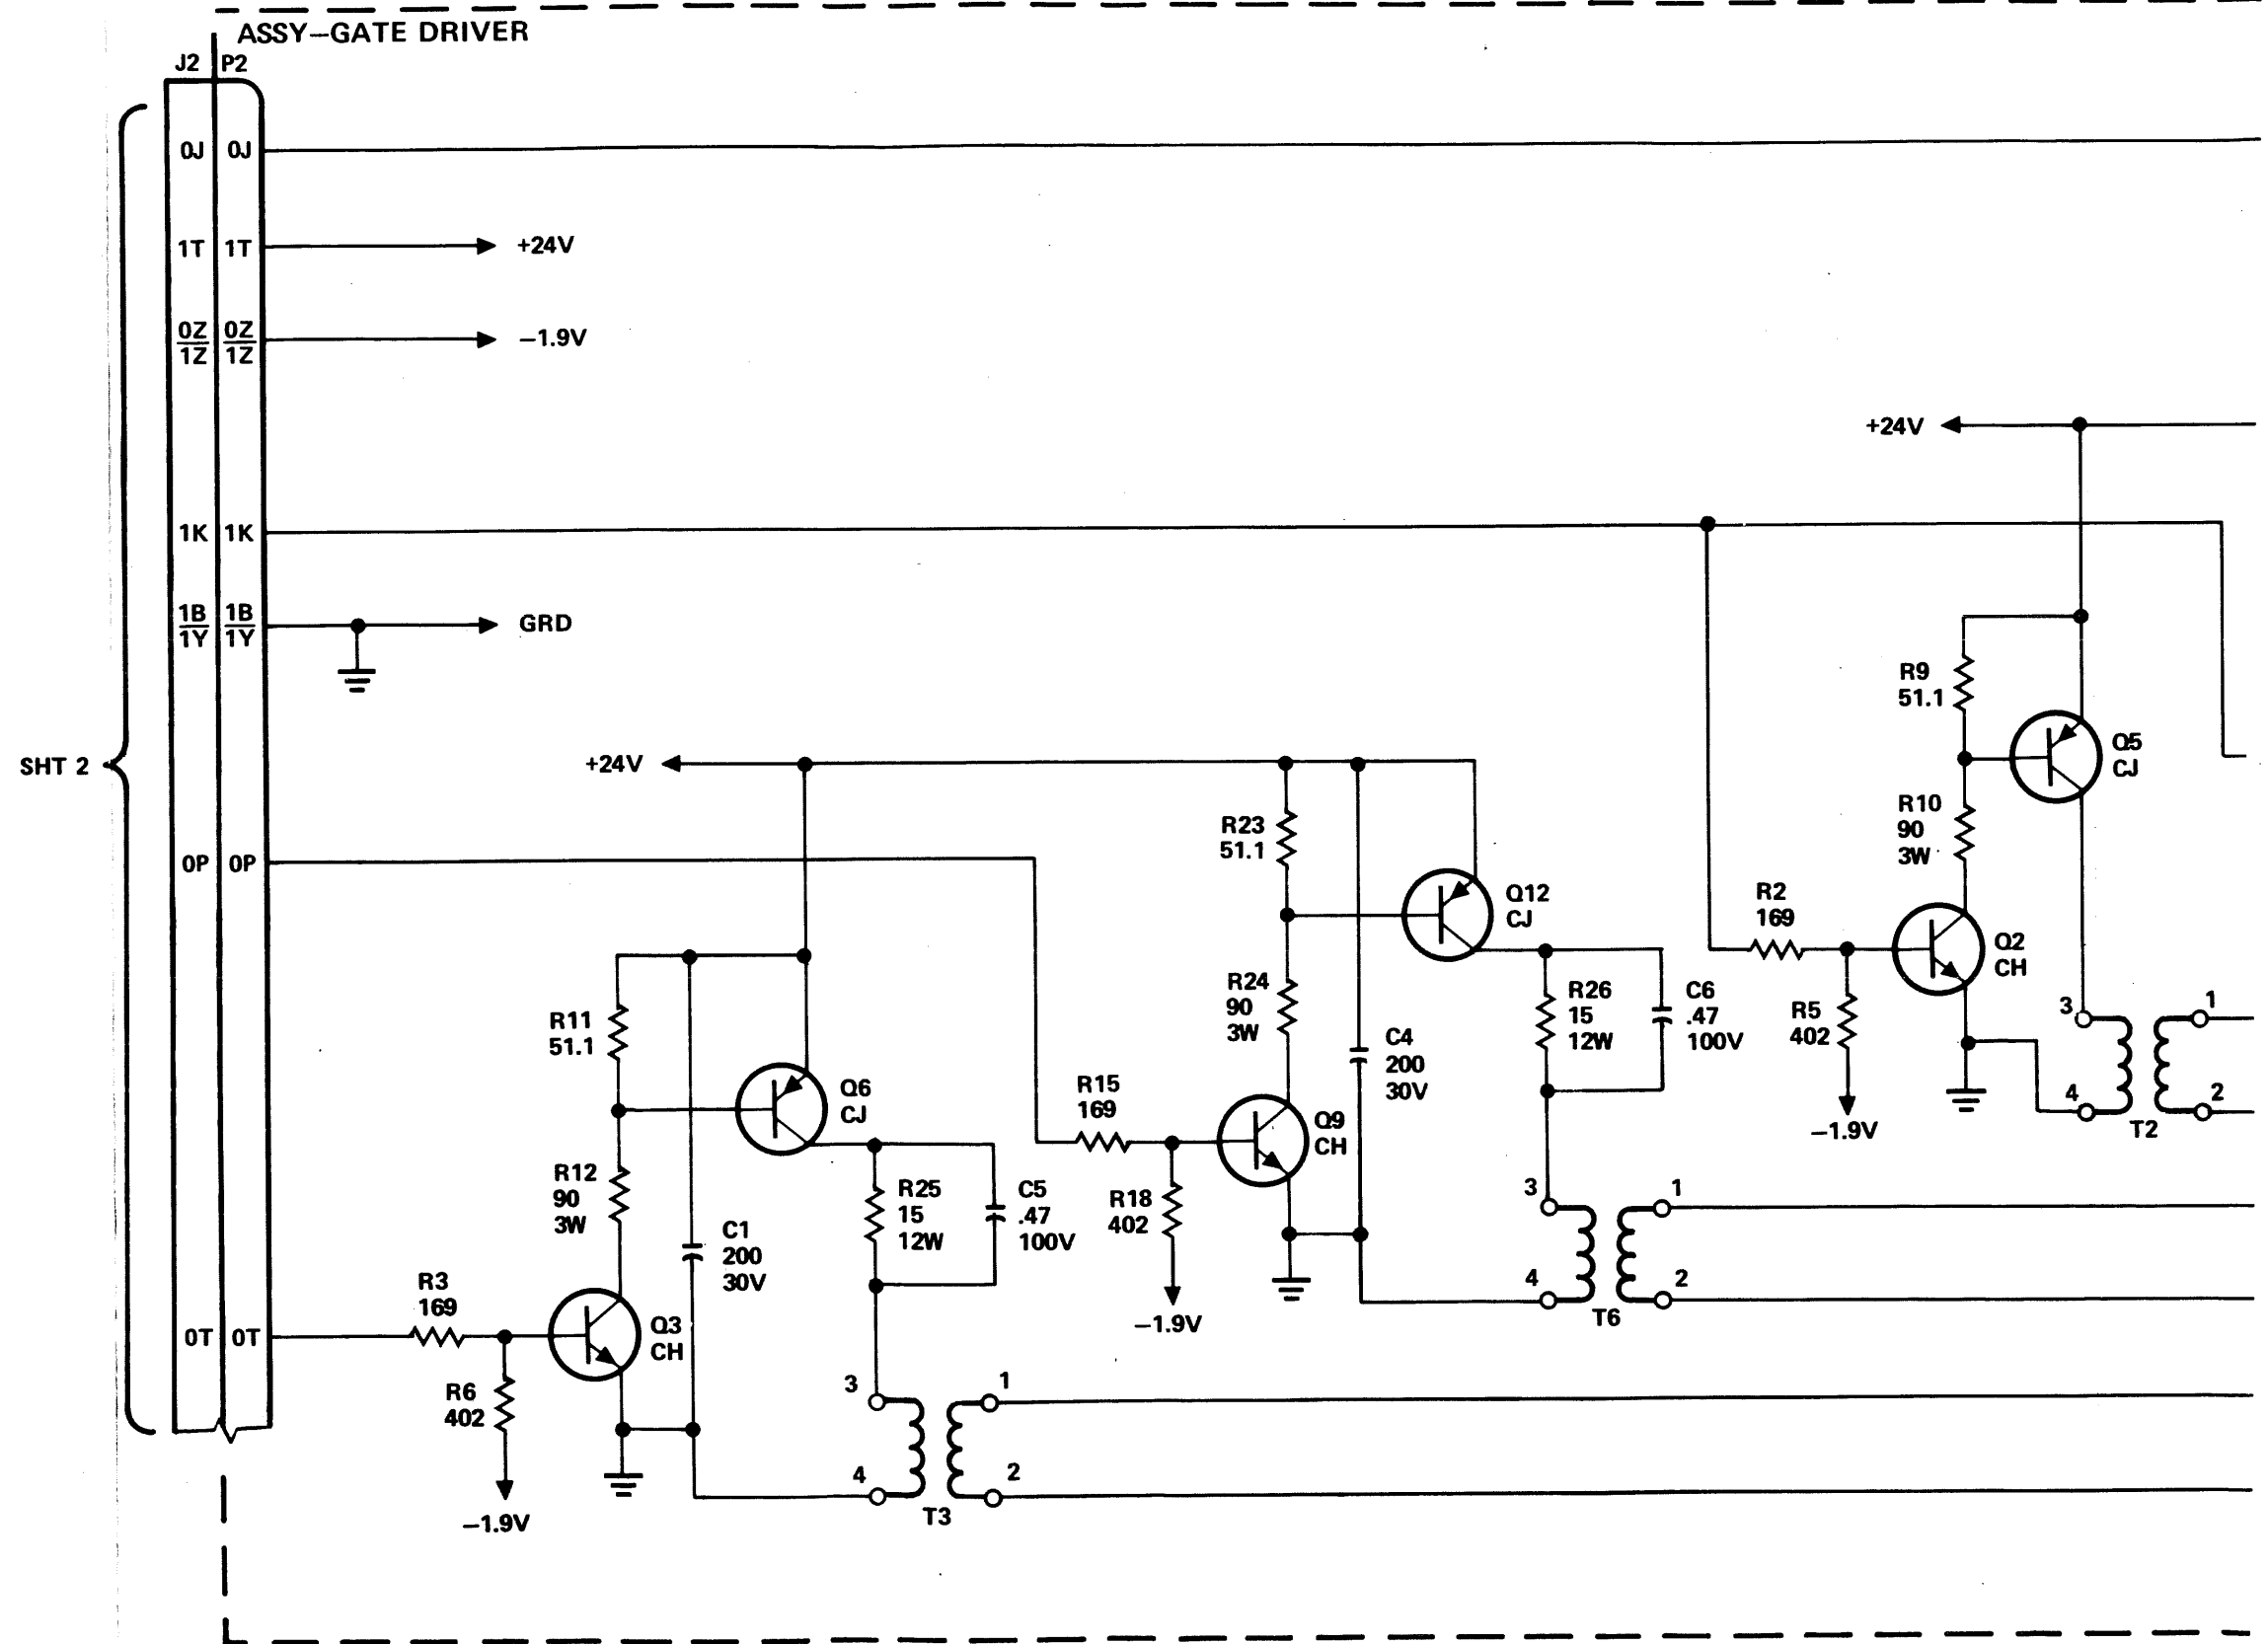 ASSY—GATE DRIVER
J2 P2
0J 0J
1T 1T +24V
0Z 0Z
1Z 1Z
—1.9V
+24V
1K 1K
1B 1B
1Y 1Y
GRD
R9
51.1
Q5
CJ
SHT 2
+24V
R10
90
3W
R23
51.1
0P 0P
Q12
CJ
R2
169
Q2
CH
R24
90
3W
R26
15
12W
C6
.47
100V
R5
402
3
1
R11
51.1
C4
200
30V
4
2
T2
—1.9V
Q6
CJ
R15
169
Q9
CH
R12
90
3W
R25
15
12W
C5
.47
100V
R18
402
3
1
C1
200
30V
4
2
T6
R3
169
—1.9V
0T 0T
Q3
CH
R6
402
3
1
4
2
T3
—1.9V